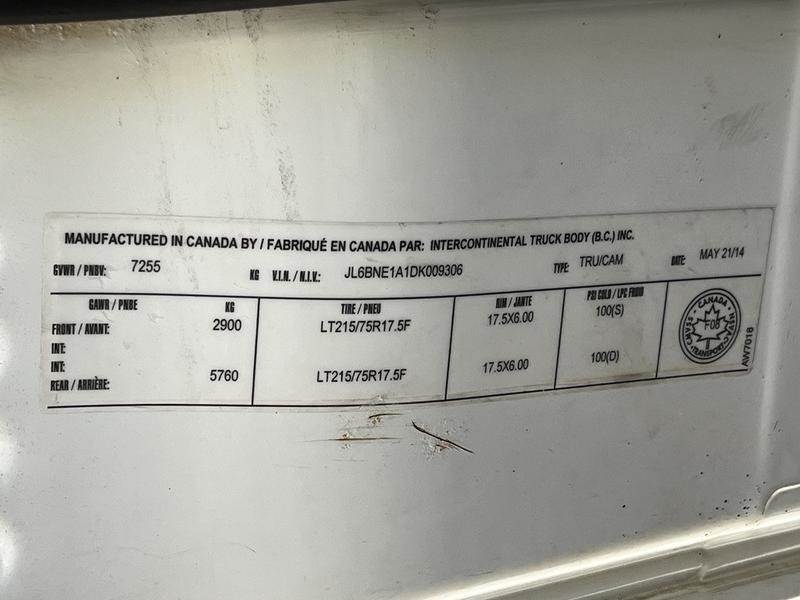 MANUFACTURED IN CANADA BY / FABRIQUÉ EN CANADA PAR: INTERCONTINENTAL TRUCK BODY (B.C.) INC.
GVWR / PNBV: 7255 KG V.I.N. / N.I.V.: JL6BNE1A1DK009306 TYPE: TRU/CAM DATE: MAY 21/14
GAWR / PNBE KG TIRE / PNEU RIM / JANTE PSI COLD / LPC FROID
FRONT / AVANT: 2900 LT215/75R17.5F 17.5X6.00 100(S)
INT:
INT:
REAR / ARRIÈRE: 5760 LT215/75R17.5F 17.5X6.00 100(D)
CANADA
F08
TRANSPORT
AW7018